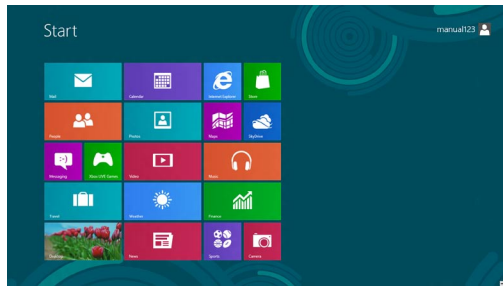 Start
manual123
Mail
Calendar
Internet Explorer
Store
People
Photos
Maps
SkyDrive
Messaging
Xbox LIVE Games
Video
Music
Travel
Weather
Finance
Desktop
News
Sports
Camera